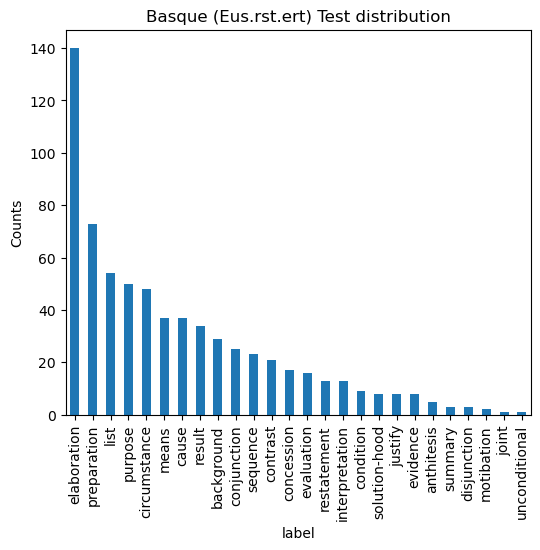 Basque (Eus.rst.ert) Test distribution
Counts
140
120
100
80
60
40
20
0
elaboration
preparation
list
purpose
circumstance
means
cause
result
background
conjunction
sequence
contrast
concession
evaluation
restatement
interpretation
condition
solution-hood
justify
evidence
anthitesis
summary
disjunction
motibation
joint
unconditional
label